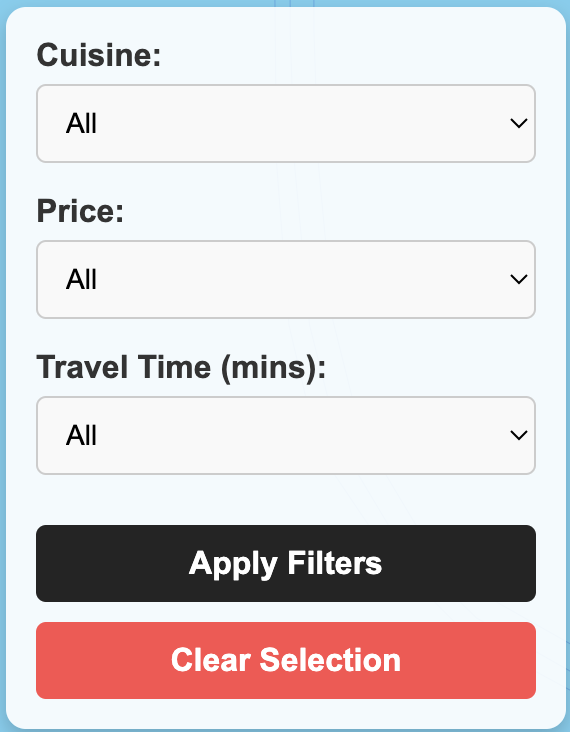 Cuisine:
All
Price:
All
Travel Time (mins):
All
Apply Filters
Clear Selection